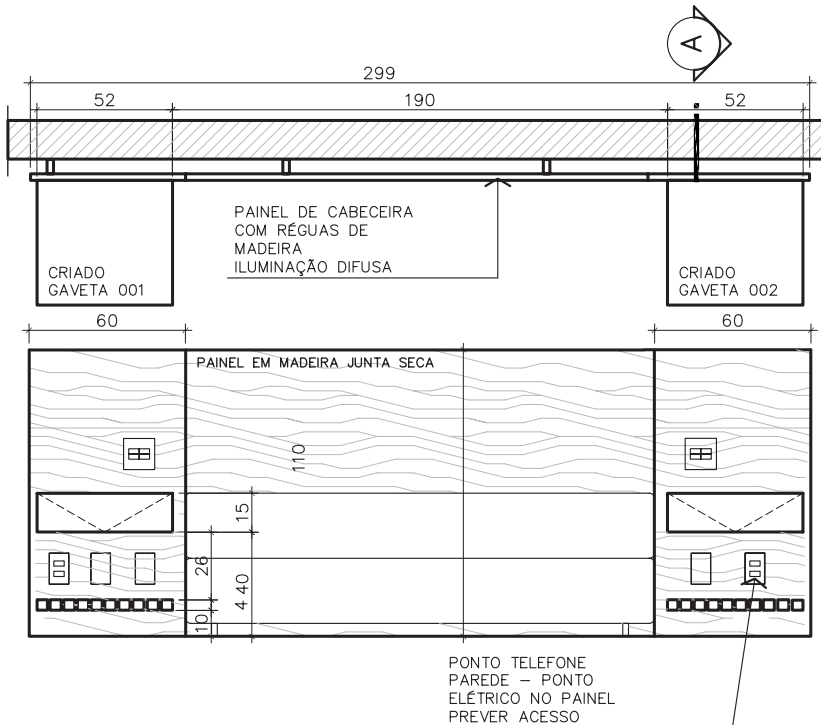 A
299
52 190 52
PAINEL DE CABECEIRA
COM RÉGUAS DE
MADEIRA
ILUMINAÇÃO DIFUSA
CRIADO
GAVETA 001
CRIADO
GAVETA 002
60 60
PAINEL EM MADEIRA JUNTA SECA
110
15
26
4 40
10
PONTO TELEFONE
PAREDE – PONTO
ELÉTRICO NO PAINEL
PREVER ACESSO